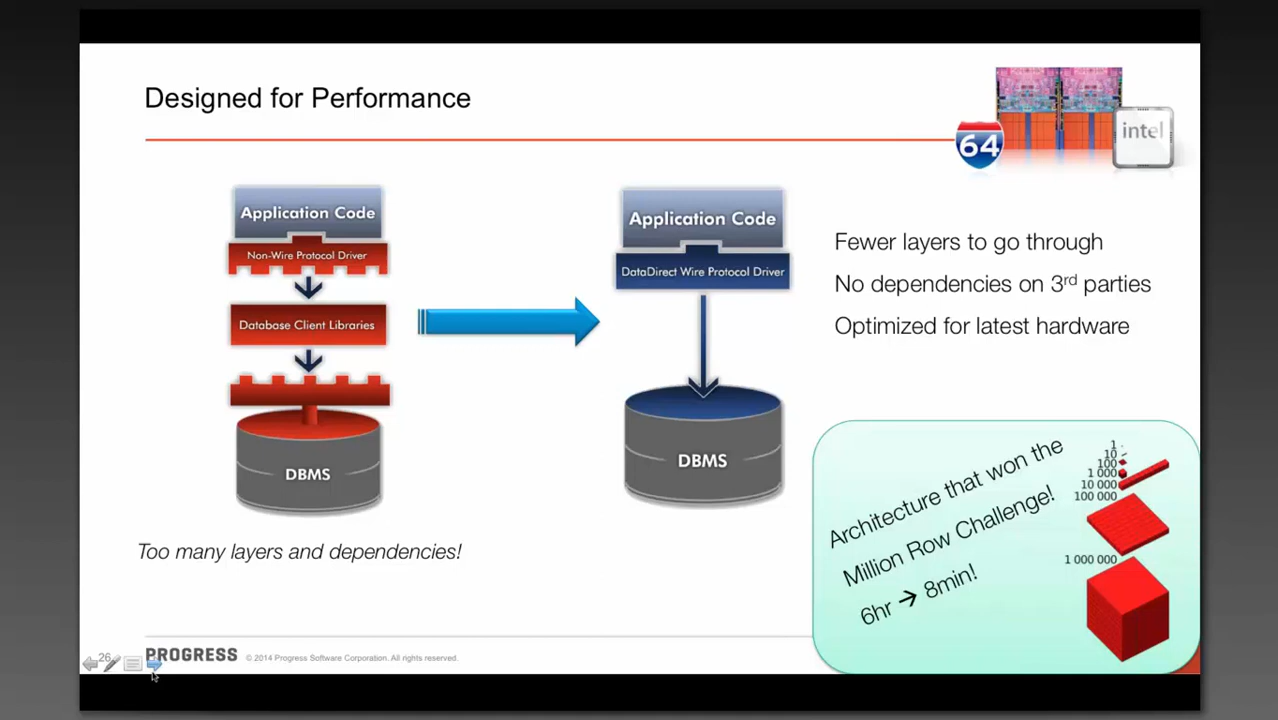 Designed for Performance
64
intel
Application Code
Non-Wire Protocol Driver
Database Client Libraries
DBMS
Too many layers and dependencies!
Application Code
DataDirect Wire Protocol Driver
DBMS
Fewer layers to go through
No dependencies on 3rd parties
Optimized for latest hardware
Architecture that won the
Million Row Challenge!
6hr → 8min!
1
10
100
1 000
10 000
100 000
1 000 000
26
PROGRESS
© 2014 Progress Software Corporation. All rights reserved.